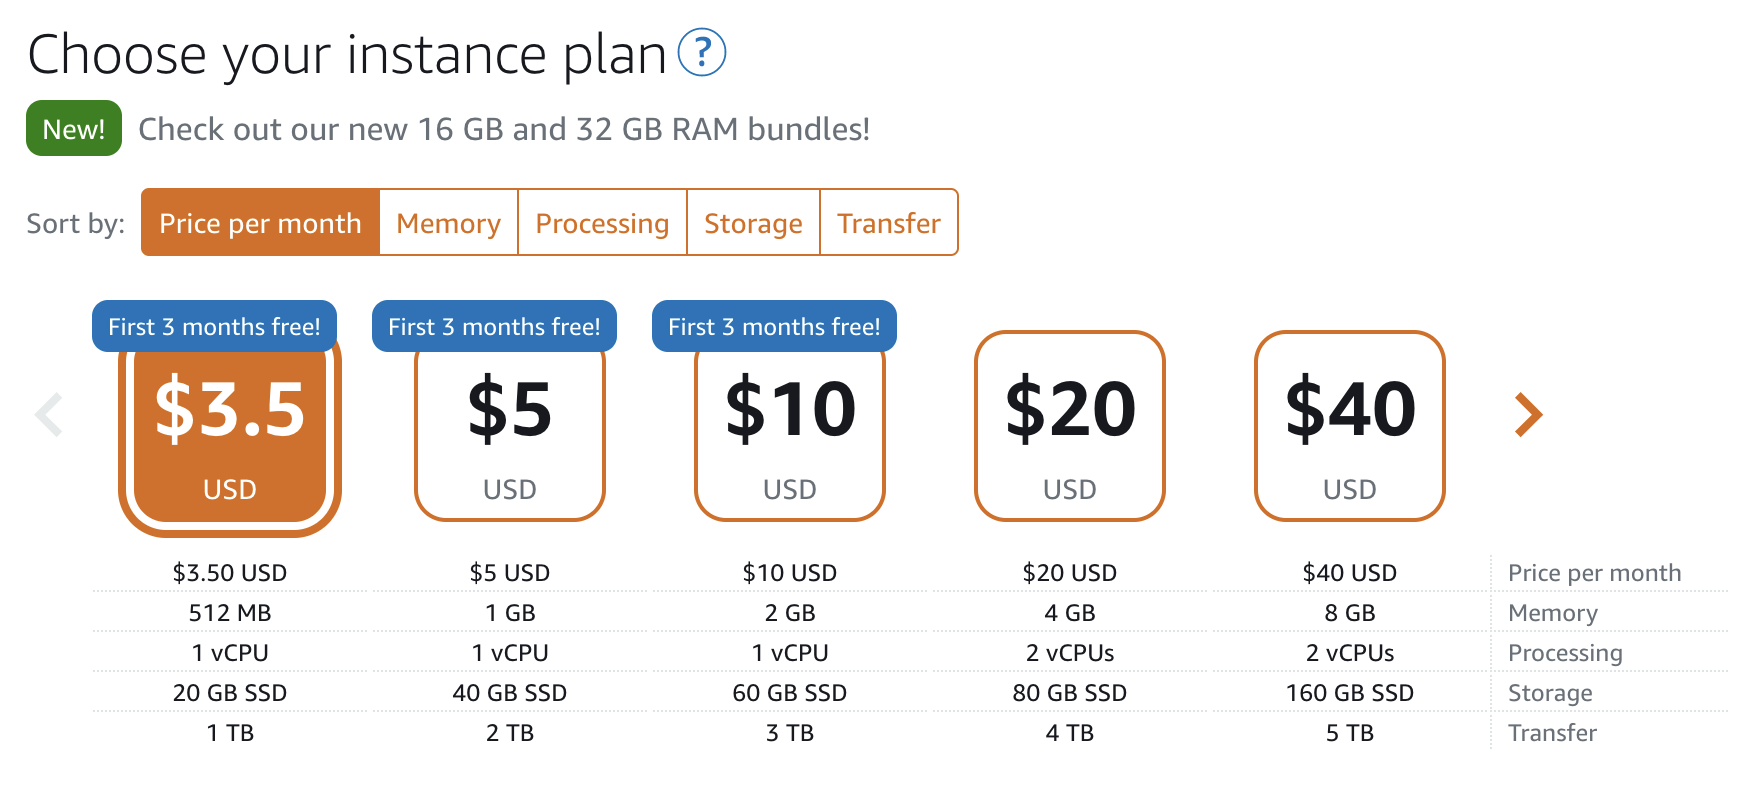 Choose your instance plan ?
New! Check out our new 16 GB and 32 GB RAM bundles!
Sort by: Price per month Memory Processing Storage Transfer
First 3 months free! First 3 months free! First 3 months free!
$3.5 $5 $10 $20 $40
USD USD USD USD USD
$3.50 USD $5 USD $10 USD $20 USD $40 USD Price per month
512 MB 1 GB 2 GB 4 GB 8 GB Memory
1 vCPU 1 vCPU 1 vCPU 2 vCPUs 2 vCPUs Processing
20 GB SSD 40 GB SSD 60 GB SSD 80 GB SSD 160 GB SSD Storage
1 TB 2 TB 3 TB 4 TB 5 TB Transfer